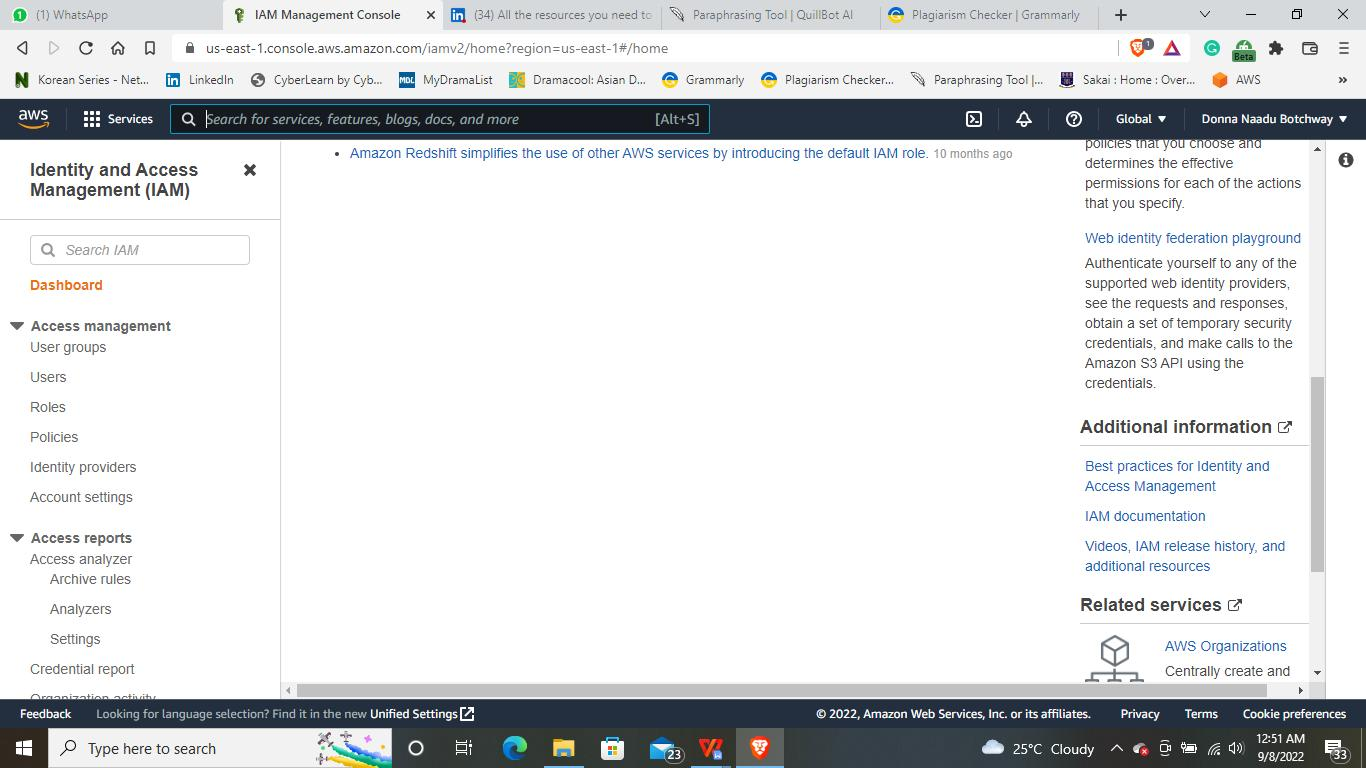 (1) WhatsApp
IAM Management Console
(34) All the resources you need to
Paraphrasing Tool | QuillBot AI
Plagiarism Checker | Grammarly
us-east-1.console.aws.amazon.com/iamv2/home?region=us-east-1#/home
1
Beta
Korean Series - Net...
LinkedIn
CyberLearn by Cyb...
MyDramaList
Dramacool: Asian D...
Grammarly
Plagiarism Checker...
Paraphrasing Tool |...
Sakai : Home : Over...
AWS
»
aws
Services
Search for services, features, blogs, docs, and more
[Alt+S]
Global
Donna Naadu Botchway
Identity and Access
Management (IAM)
Search IAM
Dashboard
Access management
User groups
Users
Roles
Policies
Identity providers
Account settings
Access reports
Access analyzer
Archive rules
Analyzers
Settings
Credential report
Organization activity
• Amazon Redshift simplifies the use of other AWS services by introducing the default IAM role. 10 months ago
policies that you choose and
determines the effective
permissions for each of the actions
that you specify.
Web identity federation playground
Authenticate yourself to any of the
supported web identity providers,
see the requests and responses,
obtain a set of temporary security
credentials, and make calls to the
Amazon S3 API using the
credentials.
Additional information
Best practices for Identity and
Access Management
IAM documentation
Videos, IAM release history, and
additional resources
Related services
AWS Organizations
Centrally create and
Feedback
Looking for language selection? Find it in the new Unified Settings
© 2022, Amazon Web Services, Inc. or its affiliates.
Privacy
Terms
Cookie preferences
Type here to search
23
25°C Cloudy
12:51 AM
9/8/2022
33